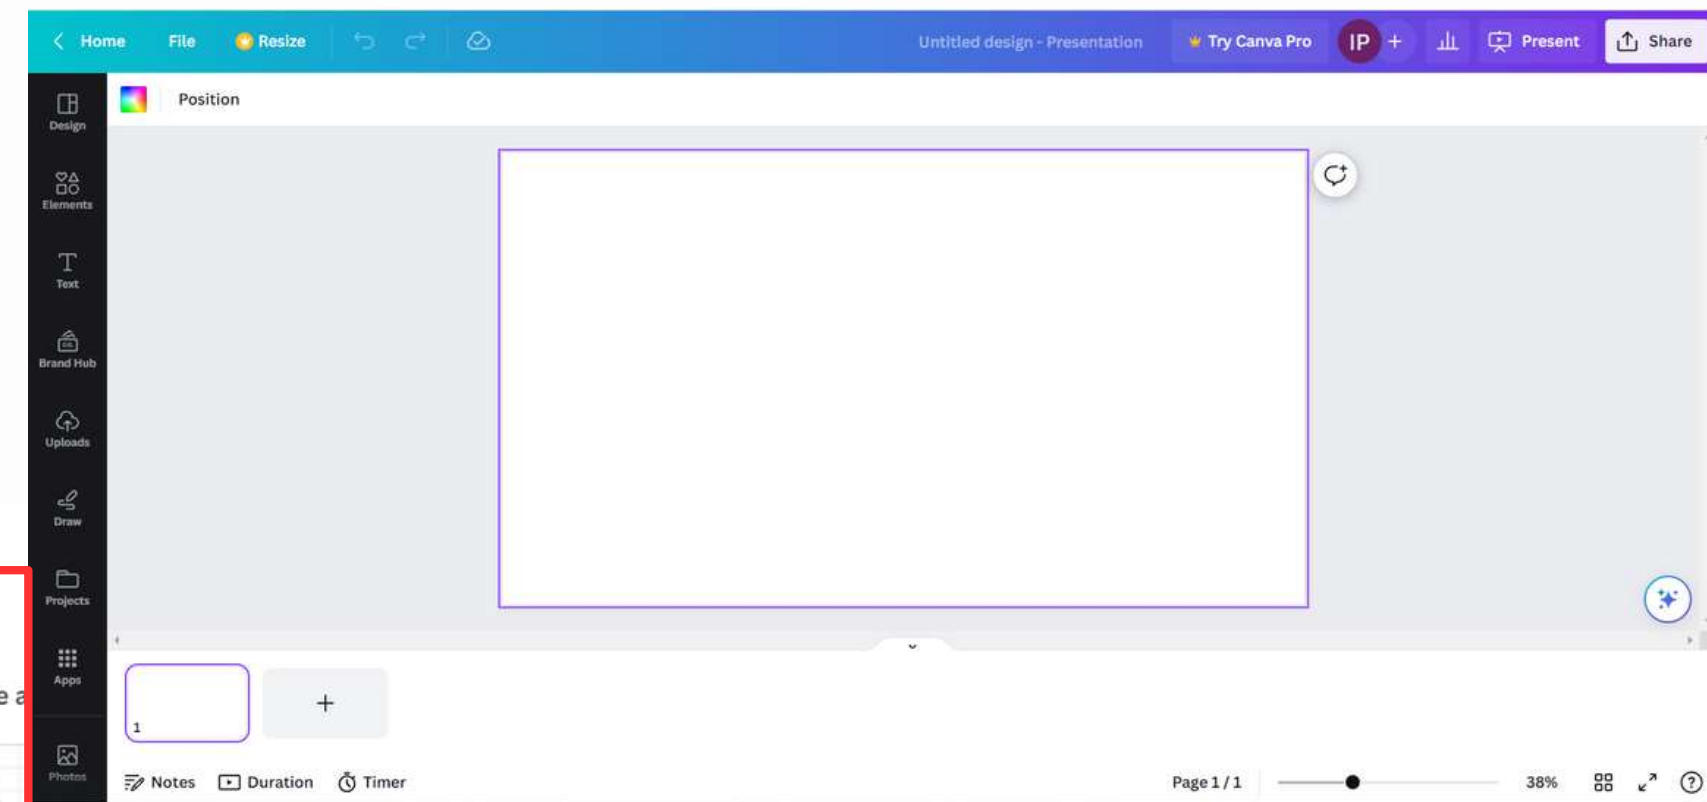 Home File Resize Untitled design - Presentation Try Canva Pro IP + Present Share
Position
Design
Elements
Text
Brand Hub
Uploads
Draw
Projects
Apps
e a
1 +
Photos
Notes Duration Timer Page 1 / 1 38% ?